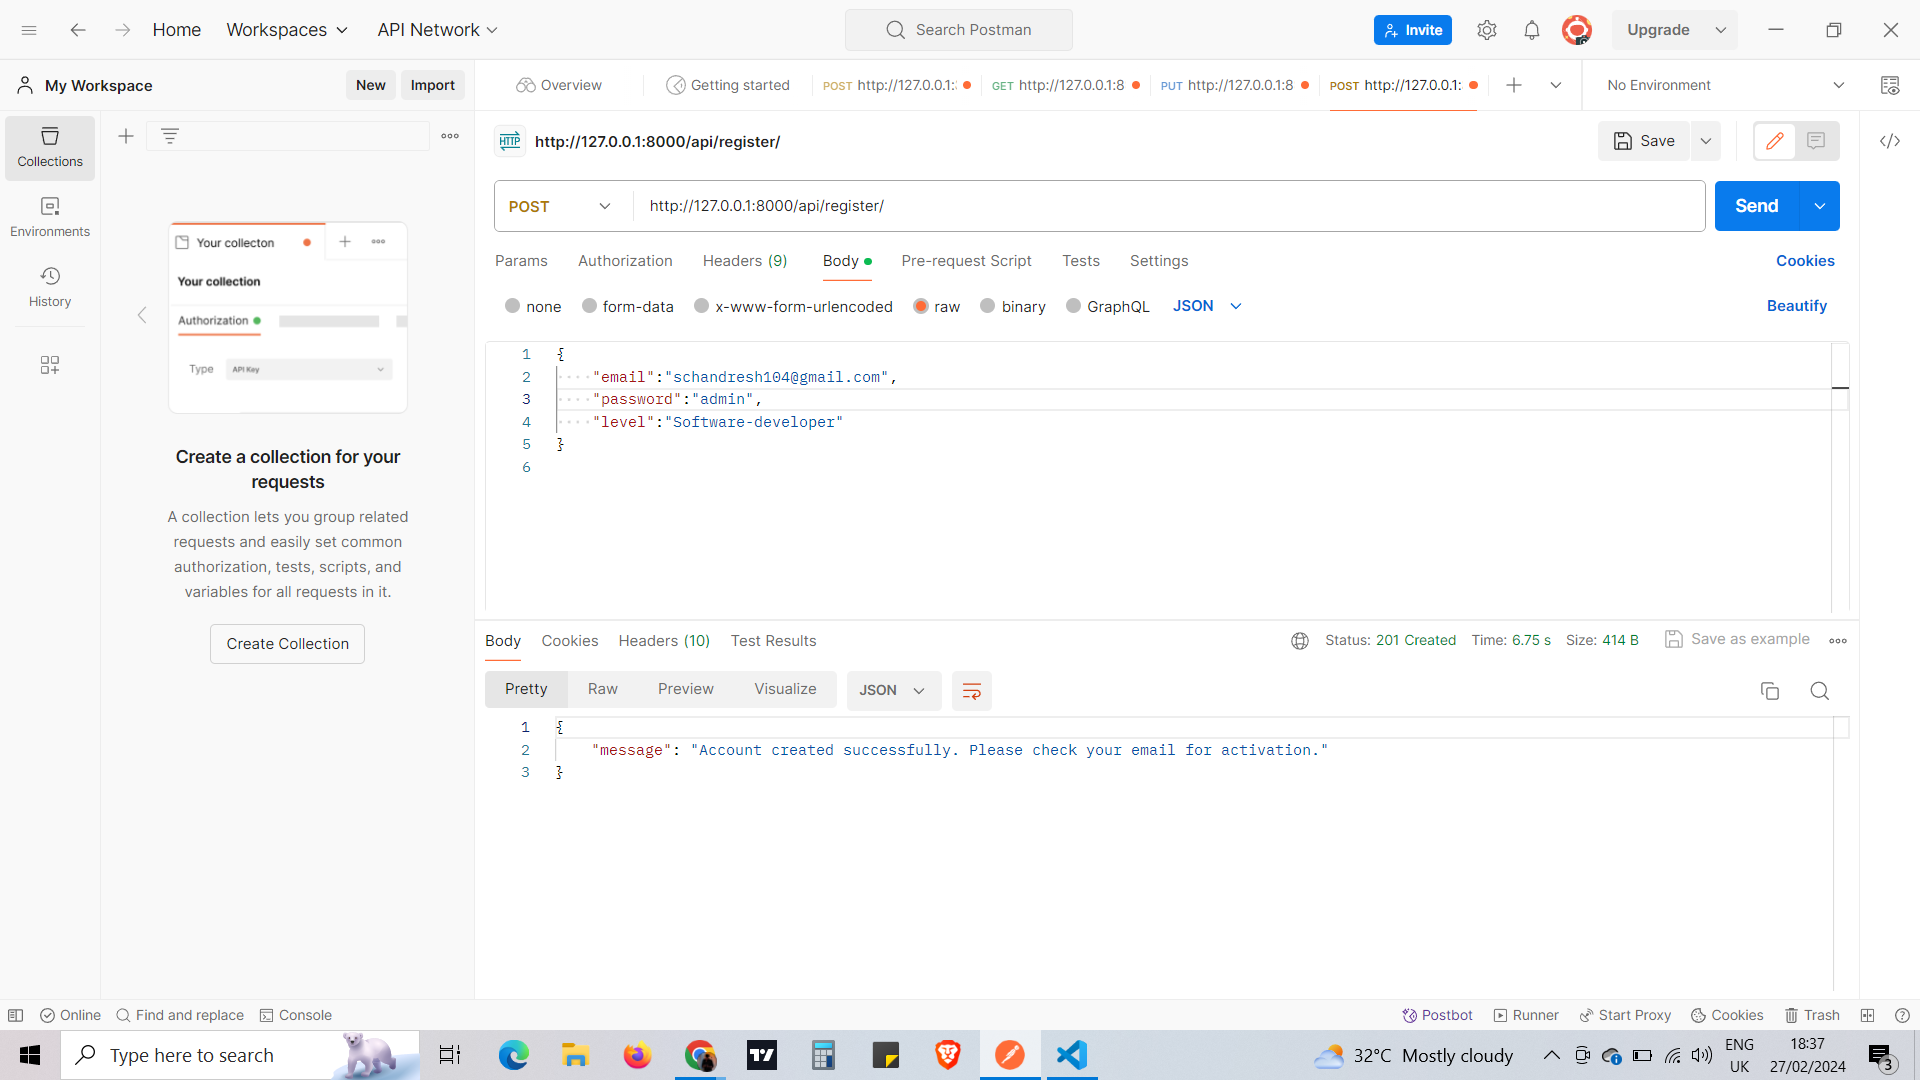 Home Workspaces API Network Search Postman Invite Upgrade
My Workspace New Import Overview Getting started POST http://127.0.0.1: GET http://127.0.0.1:8 PUT http://127.0.0.1:8 POST http://127.0.0.1: No Environment
Collections
Environments
History
Your collecton
Your collection
Authorization
Type API Key
Create a collection for your
requests
A collection lets you group related
requests and easily set common
authorization, tests, scripts, and
variables for all requests in it.
Create Collection
HTTP http://127.0.0.1:8000/api/register/ Save
POST http://127.0.0.1:8000/api/register/ Send
Params Authorization Headers (9) Body Pre-request Script Tests Settings Cookies
none form-data x-www-form-urlencoded raw binary GraphQL JSON Beautify
1 {
2 ····"email":"schandresh104@gmail.com",
3 ····"password":"admin",
4 ····"level":"Software-developer"
5 }
6
Body Cookies Headers (10) Test Results Status: 201 Created Time: 6.75 s Size: 414 B Save as example
Pretty Raw Preview Visualize JSON
1 {
2 "message": "Account created successfully. Please check your email for activation."
3 }
Online Find and replace Console Postbot Runner Start Proxy Cookies Trash
Type here to search 32°C Mostly cloudy ENG UK 18:37 27/02/2024 3